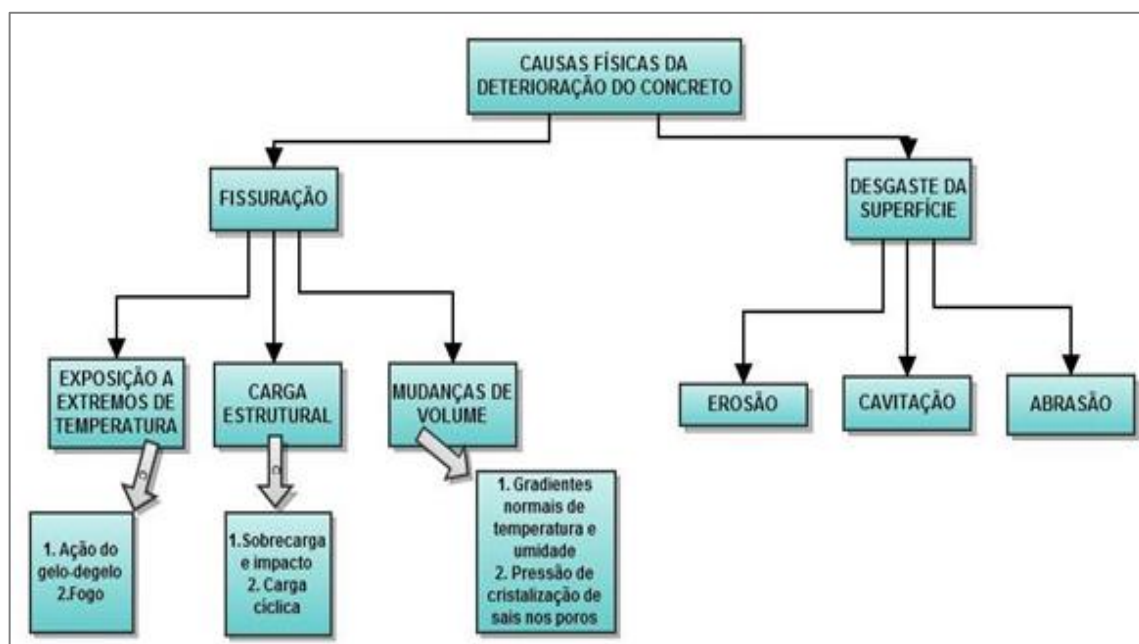 CAUSAS FÍSICAS DA
DETERIORAÇÃO DO CONCRETO
FISSURAÇÃO
DESGASTE DA
SUPERFÍCIE
EXPOSIÇÃO A
EXTREMOS DE
TEMPERATURA
CARGA
ESTRUTURAL
MUDANÇAS DE
VOLUME
EROSÃO
CAVITAÇÃO
ABRASÃO
1. Ação do
gelo-degelo
2.Fogo
1.Sobrecarga
e impacto
2. Carga
cíclica
1. Gradientes
normais de
temperatura e
umidade
2. Pressão de
cristalização de
sais nos poros